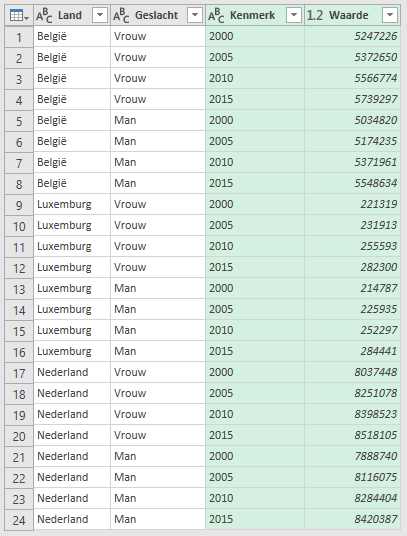 ABC Land ABC Geslacht ABC Kenmerk 1.2 Waarde
1 België Vrouw 2000 5247226
2 België Vrouw 2005 5372650
3 België Vrouw 2010 5566774
4 België Vrouw 2015 5739297
5 België Man 2000 5034820
6 België Man 2005 5174235
7 België Man 2010 5371961
8 België Man 2015 5548634
9 Luxemburg Vrouw 2000 221319
10 Luxemburg Vrouw 2005 231913
11 Luxemburg Vrouw 2010 255593
12 Luxemburg Vrouw 2015 282300
13 Luxemburg Man 2000 214787
14 Luxemburg Man 2005 225935
15 Luxemburg Man 2010 252297
16 Luxemburg Man 2015 284441
17 Nederland Vrouw 2000 8037448
18 Nederland Vrouw 2005 8251078
19 Nederland Vrouw 2010 8398523
20 Nederland Vrouw 2015 8518105
21 Nederland Man 2000 7888740
22 Nederland Man 2005 8116075
23 Nederland Man 2010 8284404
24 Nederland Man 2015 8420387